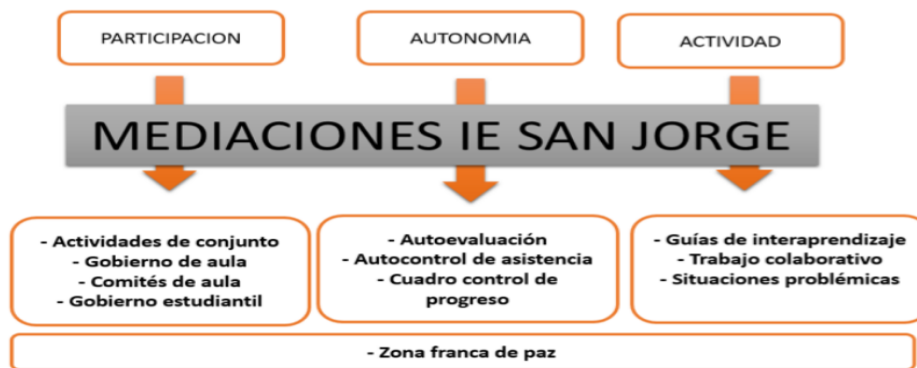 PARTICIPACION
AUTONOMIA
ACTIVIDAD
MEDIACIONES IE SAN JORGE
- Actividades de conjunto
- Gobierno de aula
- Comités de aula
- Gobierno estudiantil
- Autoevaluación
- Autocontrol de asistencia
- Cuadro control de
progreso
- Guías de interaprendizaje
- Trabajo colaborativo
- Situaciones problémicas
- Zona franca de paz